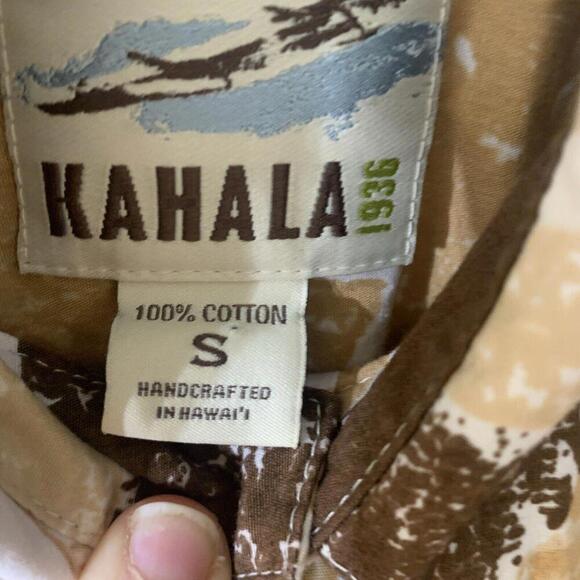 KAHALA
1936
100% COTTON
S
HANDCRAFTED
IN HAWAI'I